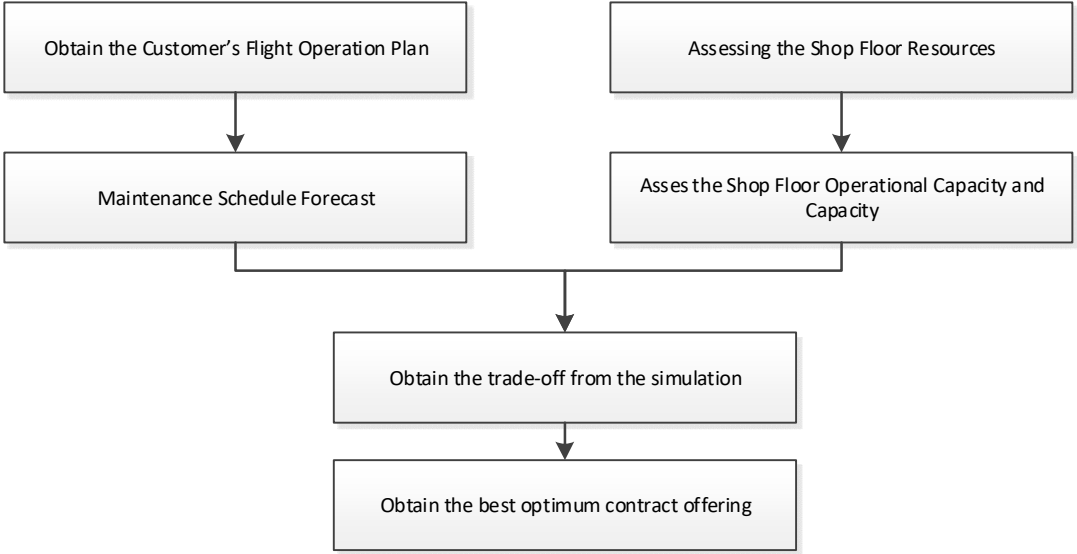 Obtain the Customer’s Flight Operation Plan
Assessing the Shop Floor Resources
Maintenance Schedule Forecast
Asses the Shop Floor Operational Capacity and
Capacity
Obtain the trade-off from the simulation
Obtain the best optimum contract offering